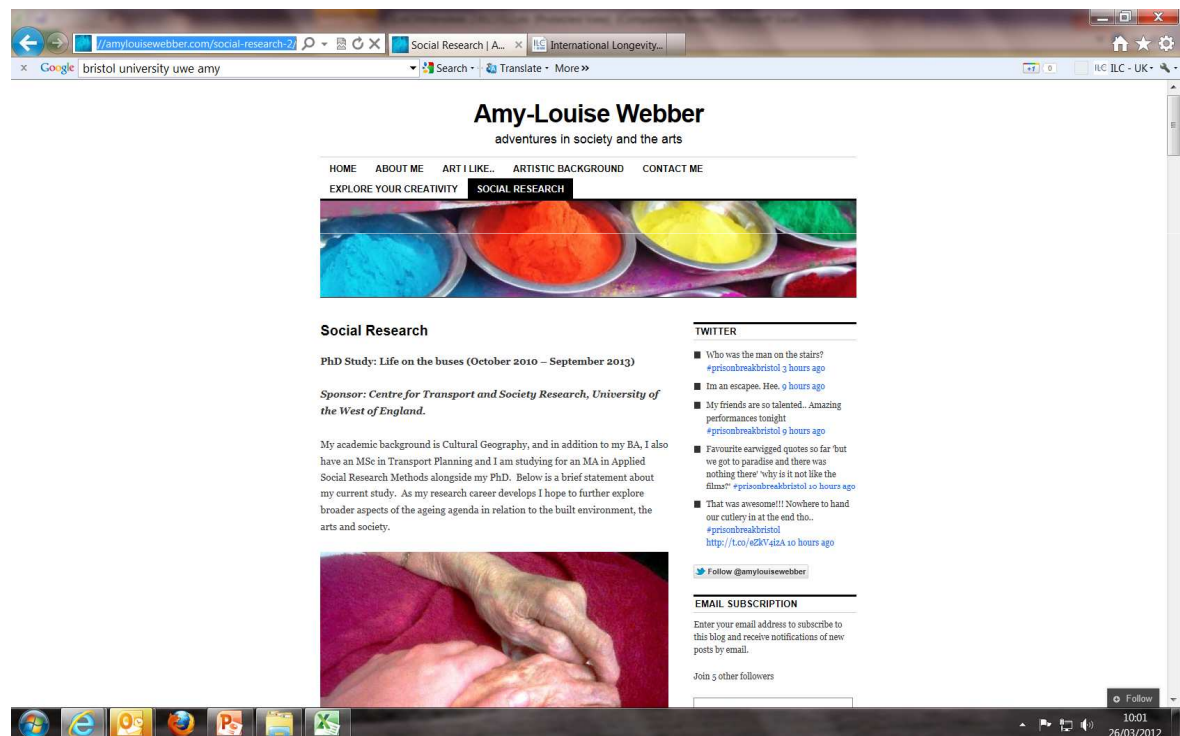 //amylouisewebber.com/social-research-2/
Social Research | A...
International Longevity...
Google
bristol university uwe amy
Search
Translate
More »
+1
0
ILC ILC - UK
Amy-Louise Webber
adventures in society and the arts
HOME ABOUT ME ART I LIKE.. ARTISTIC BACKGROUND CONTACT ME
EXPLORE YOUR CREATIVITY SOCIAL RESEARCH
Social Research
PhD Study: Life on the buses (October 2010 – September 2013)
Sponsor: Centre for Transport and Society Research, University of
the West of England.
My academic background is Cultural Geography, and in addition to my BA, I also
have an MSc in Transport Planning and I am studying for an MA in Applied
Social Research Methods alongside my PhD. Below is a brief statement about
my current study. As my research career develops I hope to further explore
broader aspects of the ageing agenda in relation to the built environment, the
arts and society.
TWITTER
Who was the man on the stairs?
#prisonbreakbristol 3 hours ago
Im an escapee. Hee. 9 hours ago
My friends are so talented.. Amazing
performances tonight
#prisonbreakbristol 9 hours ago
Favourite earwigged quotes so far 'but
we got to paradise and there was
nothing there' 'why is it not like the
films?' #prisonbreakbristol 10 hours ago
That was awesome!!! Nowhere to hand
our cutlery in at the end tho..
#prisonbreakbristol
http://t.co/eZkV4izA 10 hours ago
Follow @amylouisewebber
EMAIL SUBSCRIPTION
Enter your email address to subscribe to
this blog and receive notifications of new
posts by email.
Join 5 other followers
Follow
10:01
26/03/2012